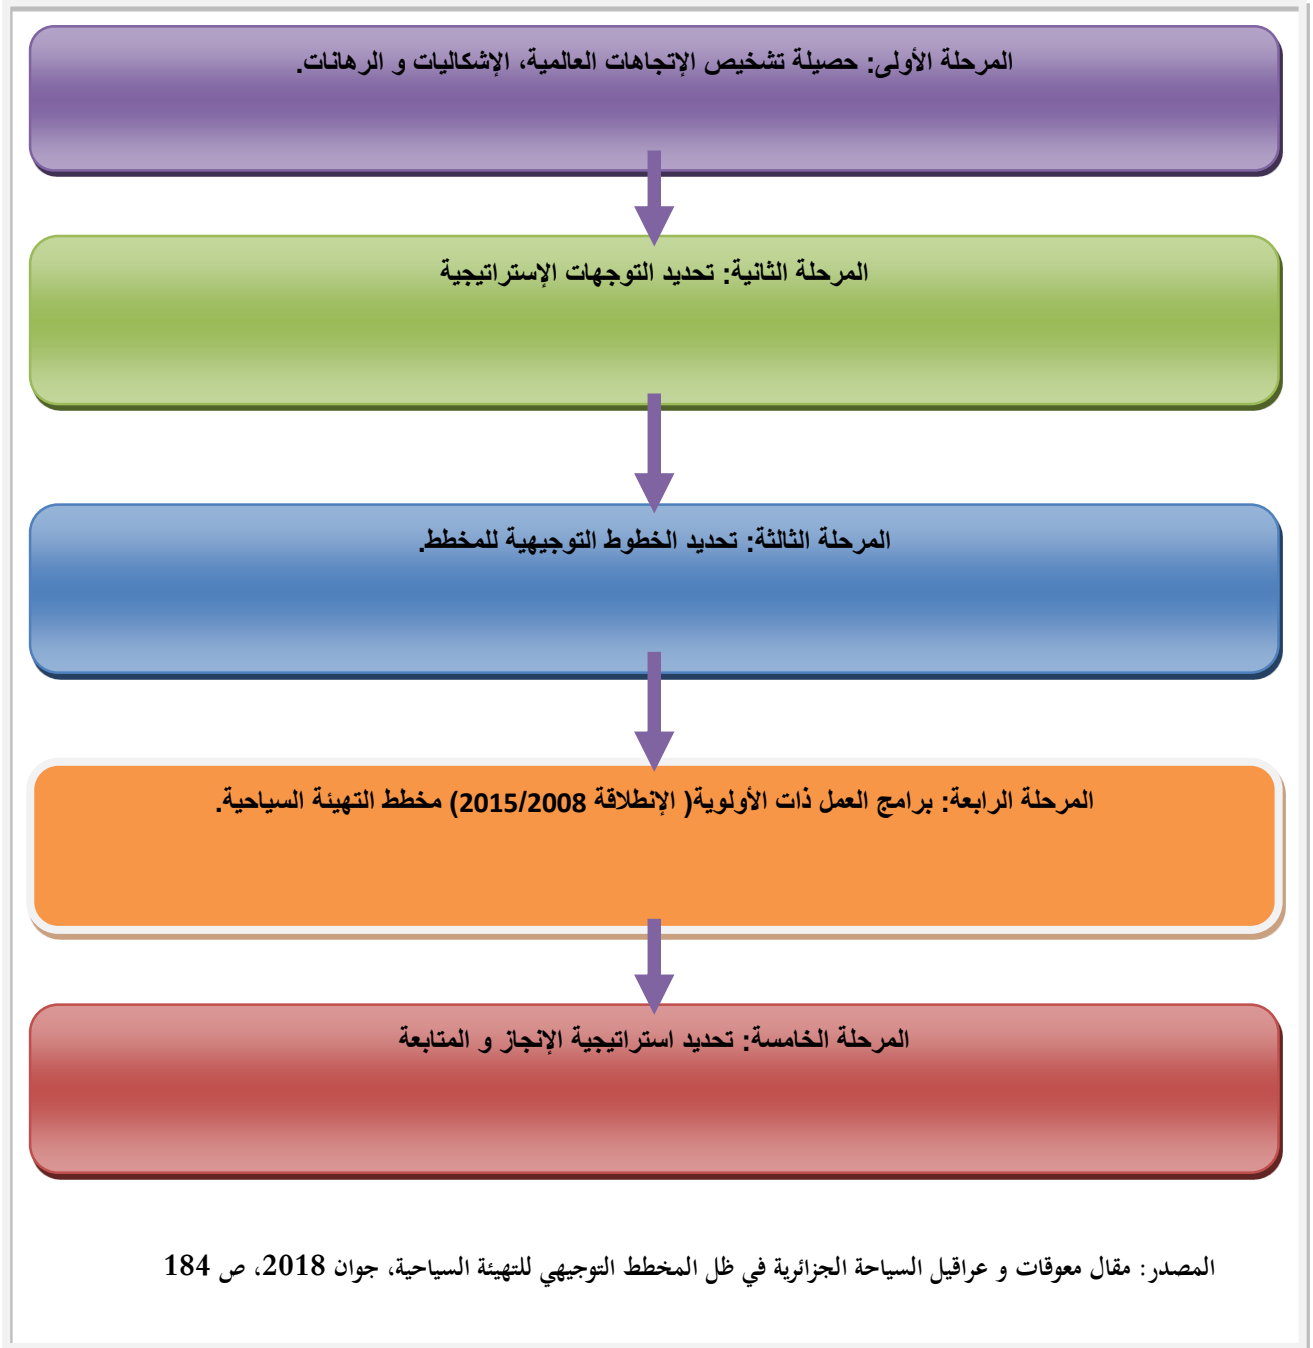 المرحلة الأولى: حصيلة تشخيص الإتجاهات العالمية، الإشكاليات و الرهانات.
المرحلة الثانية: تحديد التوجهات الإستراتيجية
المرحلة الثالثة: تحديد الخطوط التوجيهية للمخطط.
المرحلة الرابعة: برامج العمل ذات الأولوية( الإنطلاقة 2015/2008) مخطط التهيئة السياحية.
المرحلة الخامسة: تحديد استراتيجية الإنجاز و المتابعة
المصدر: مقال معوقات و عراقيل السياحة الجزائرية في ظل المخطط التوجيهي للتهيئة السياحية، جوان 2018، ص 184